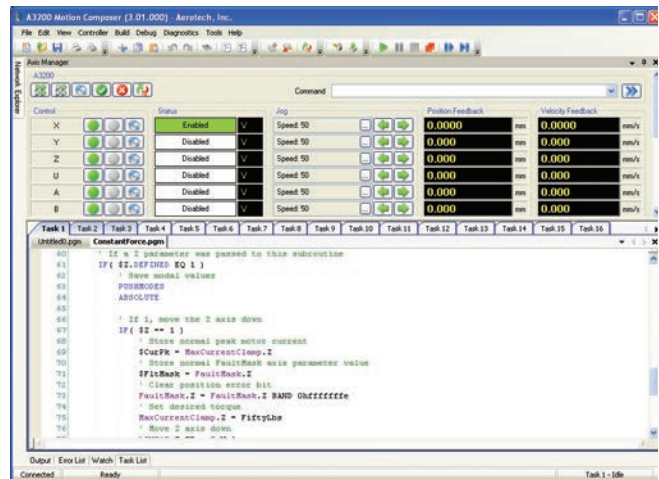 A3200 Motion Composer (3.01.000) - Aerotech, Inc.
File Edit View Controller Build Debug Diagnostics Tools Help
Network Explorer
Axis Manager
A3200
Command
Control Status Jog Position Feedback Velocity Feedback
X Enabled V Speed: 50 ... 0.0000 mm 0.0000 mm/s
Y Disabled V Speed: 50 ... 0.000 mm 0.000 mm/s
Z Disabled V Speed: 50 ... 0.000 mm 0.000 mm/s
U Disabled V Speed: 50 ... 0.000 mm 0.000 mm/s
A Disabled V Speed: 50 ... 0.000 mm 0.000 mm/s
B Disabled V Speed: 50 ... 0.000 mm 0.000 mm/s
Task 1 Task 2 Task 3 Task 4 Task 5 Task 6 Task 7 Task 8 Task 9 Task 10 Task 11 Task 12 Task 13 Task 14 Task 15 Task 16
Untitled0.pgm ConstantForce.pgm
60 ' If a Z parameter was passed to this subroutine
61 IF( $Z.DEFINED EQ 1 )
62 ' Save modal values
63 PUSHMODES
64 ABSOLUTE
65
66 ' If 1, move the Z axis down
67 IF( $Z == 1 )
68 ' Store normal peak motor current
69 $CurPk = MaxCurrentClamp.Z
70 ' Store normal FaultMask axis parameter value
71 $FltMask = FaultMask.Z
72 ' Clear position error bit
73 FaultMask.Z = FaultMask.Z BAND 0hfffffffe
74 ' Set desired torque
75 MaxCurrentClamp.Z = FiftyLbs
76 ' Move Z axis down
Output Error List Watch Task List
Connected Ready Task 1 - Idle